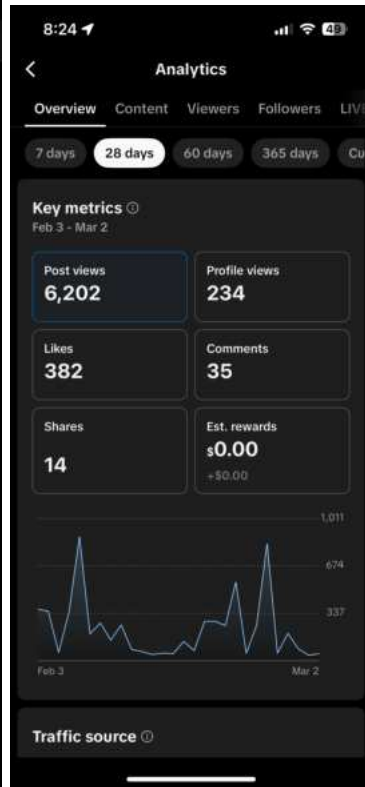 8:24
49
Analytics
Overview Content Viewers Followers LIV
7 days 28 days 60 days 365 days Cu
Key metrics
Feb 3 - Mar 2
Post views
6,202
Profile views
234
Likes
382
Comments
35
Shares
14
Est. rewards
$0.00
+$0.00
1,011
674
337
Feb 3 Mar 2
Traffic source